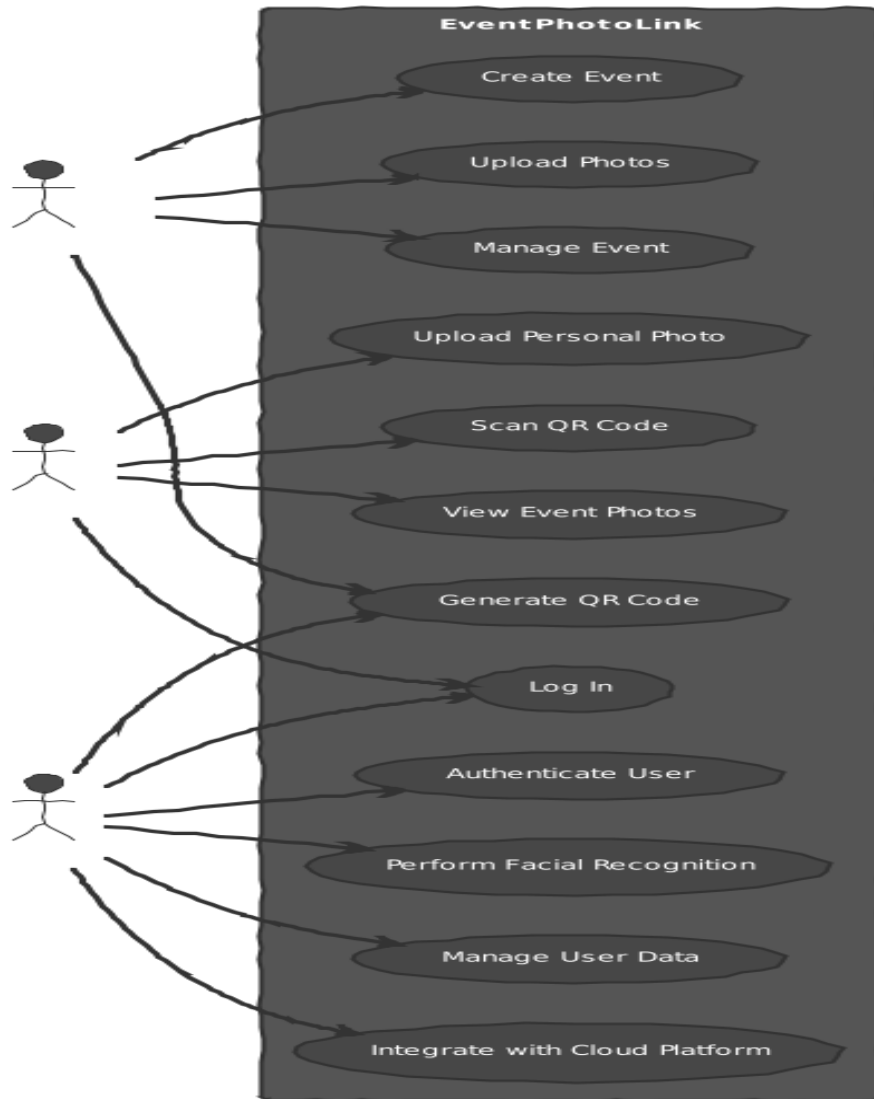 EventPhotoLink
Create Event
Upload Photos
Manage Event
Upload Personal Photo
Scan QR Code
View Event Photos
Generate QR Code
Log In
Authenticate User
Perform Facial Recognition
Manage User Data
Integrate with Cloud Platform